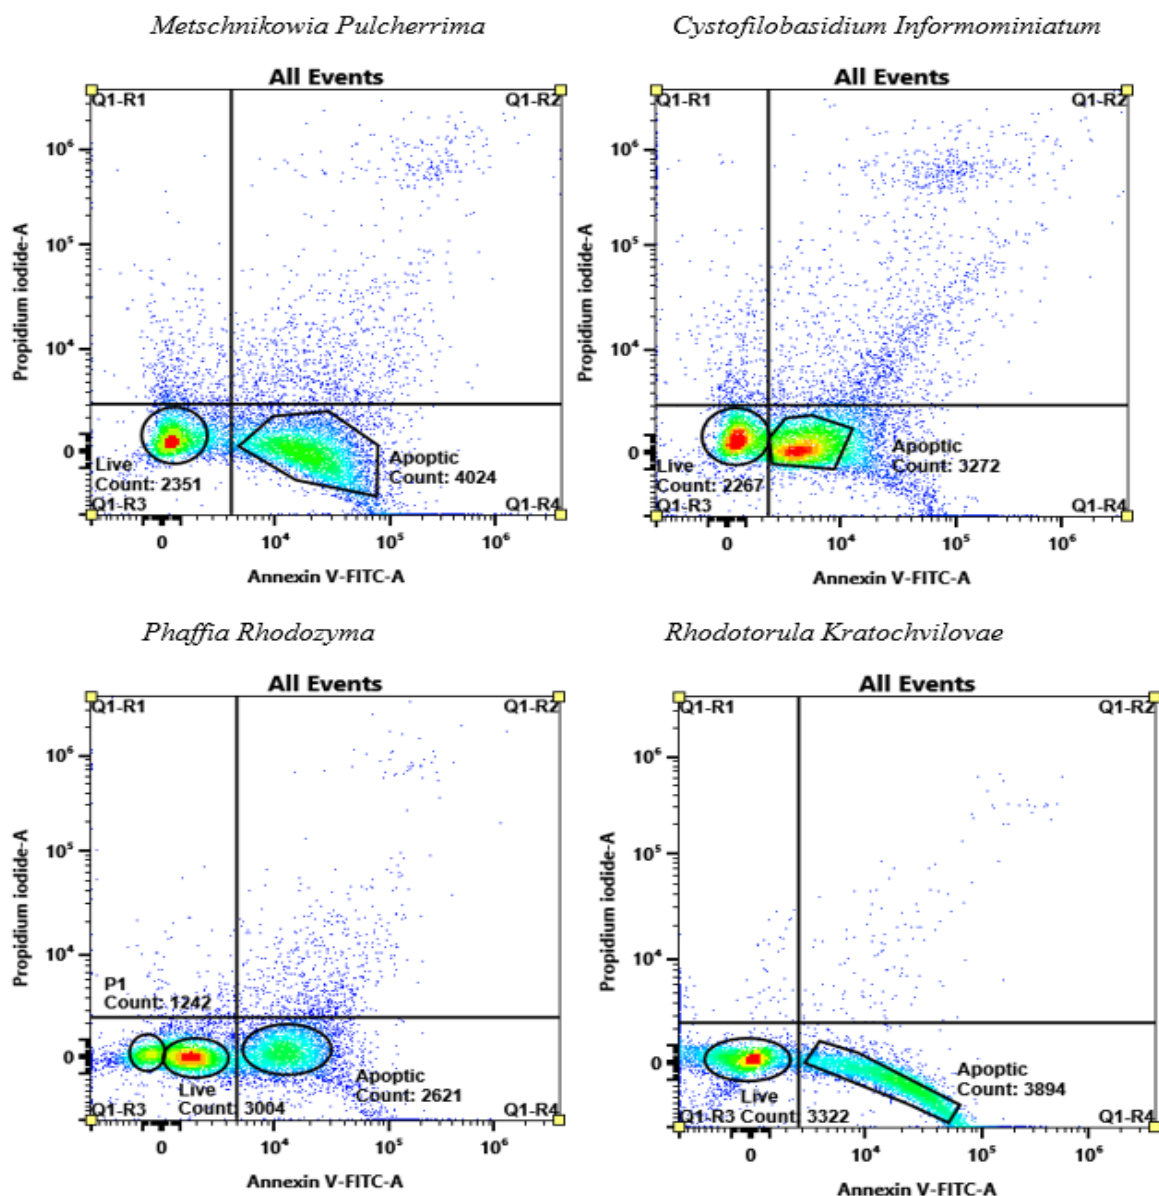 Metschnikowia Pulcherrima
All Events
Q1-R1
Q1-R2
10⁶
10⁵
10⁴
0
Propidium iodide-A
Live
Count: 2351
Apoptic
Count: 4024
Q1-R3
Q1-R4
0
10⁴
10⁵
10⁶
Annexin V-FITC-A
Cystofilobasidium Informominiatum
All Events
Q1-R1
Q1-R2
10⁶
10⁵
10⁴
0
Propidium iodide-A
Live
Count: 2267
Apoptic
Count: 3272
Q1-R3
Q1-R4
0
10⁴
10⁵
10⁶
Annexin V-FITC-A
Phaffia Rhodozyma
All Events
Q1-R1
Q1-R2
10⁶
10⁵
10⁴
0
Propidium iodide-A
P1
Count: 1242
Live
Count: 3004
Apoptic
Count: 2621
Q1-R3
Q1-R4
0
10⁴
10⁵
10⁶
Annexin V-FITC-A
Rhodotorula Kratochvilovae
All Events
Q1-R1
Q1-R2
10⁶
10⁵
10⁴
0
Propidium iodide-A
Live
Count: 3322
Apoptic
Count: 3894
Q1-R3
Q1-R4
0
10⁴
10⁵
10⁶
Annexin V-FITC-A